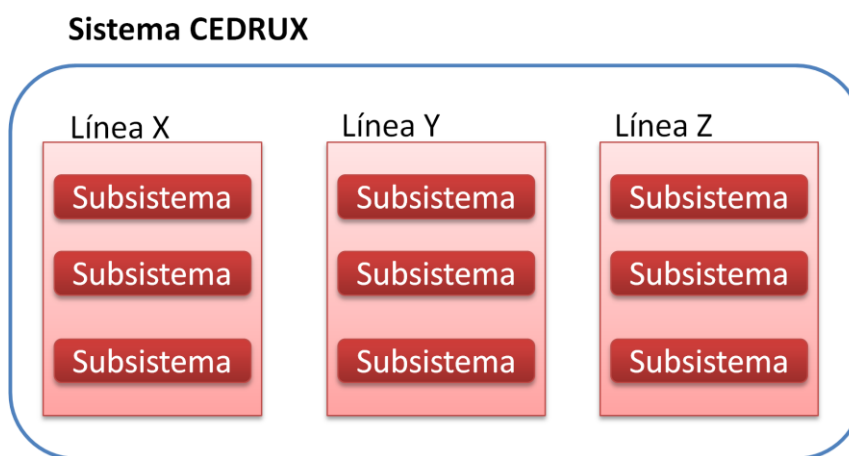 Sistema CEDRUX
Línea X
Subsistema
Subsistema
Subsistema
Línea Y
Subsistema
Subsistema
Subsistema
Línea Z
Subsistema
Subsistema
Subsistema